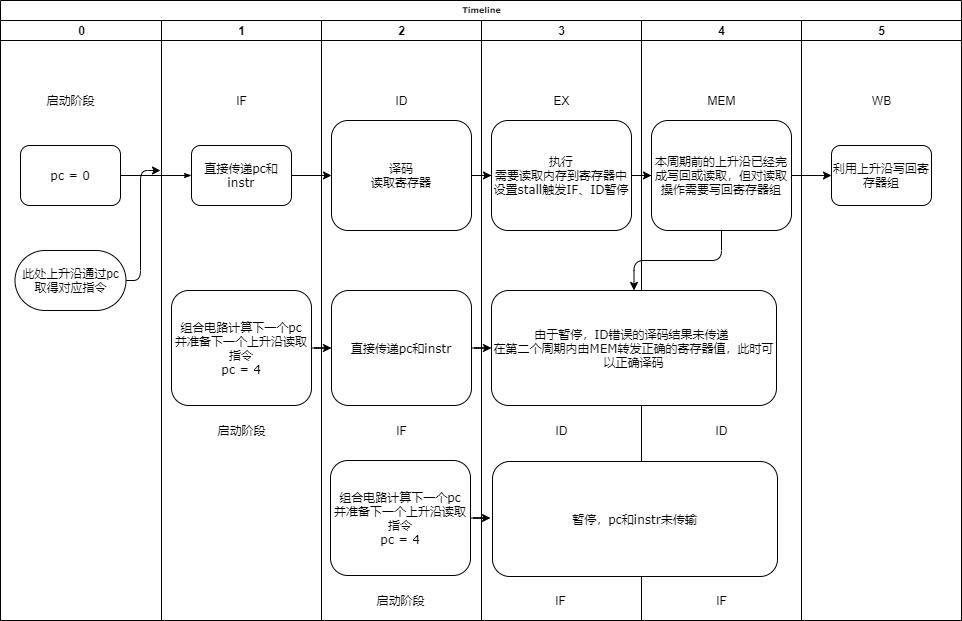 Timeline
0
1
2
3
4
5
启动阶段
IF
ID
EX
MEM
WB
pc = 0
直接传递pc和
instr
译码
读取寄存器
执行
需要读取内存到寄存器中
设置stall触发IF、ID暂停
本周期前的上升沿已经完
成写回或读取，但对读取
操作需要写回寄存器组
利用上升沿写回寄
存器组
此处上升沿通过pc
取得对应指令
组合电路计算下一个pc
并准备下一个上升沿读取
指令
pc = 4
直接传递pc和instr
由于暂停，ID错误的译码结果未传递
在第二个周期内由MEM转发正确的寄存器值，此时可
以正确译码
启动阶段
IF
ID
ID
组合电路计算下一个pc
并准备下一个上升沿读取
指令
pc = 4
暂停，pc和instr未传输
启动阶段
IF
IF